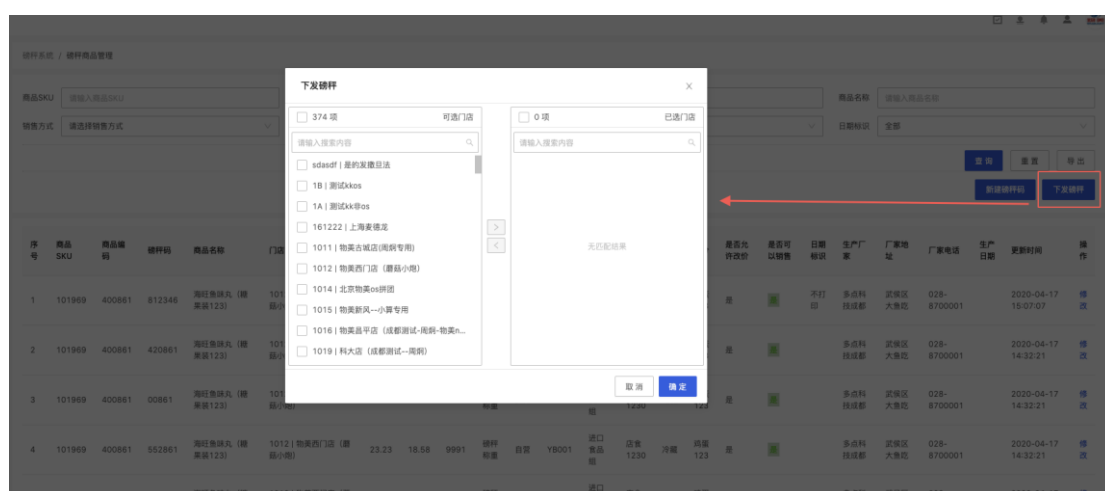 磅秤系统 / 磅秤商品管理
商品SKU 请输入商品SKU 商品名称 请输入商品名称
销售方式 请选择销售方式 日期标识 全部
查询 重置 导出
新建磅秤码 下发磅秤
下发磅秤
374 项 可选门店
请输入搜索内容
sdasdf | 是的发撒旦法
1B | 测试kkos
1A | 测试kk非os
161222 | 上海麦德龙
1011 | 物美古城店(周炯专用)
1012 | 物美西门店（蘑菇小炮）
1014 | 北京物美os拼团
1015 | 物美新风--小算专用
1016 | 物美昌平店（成都测试-周炯-物美n...
1019 | 科大店（成都测试--周炯）
0 项 已选门店
请输入搜索内容
无匹配结果
取消 确定
序号 商品SKU 商品编码 磅秤码 商品名称 是否允许改价 是否可以销售 日期标识 生产厂家 厂家地址 厂家电话 生产日期 更新时间 操作
1 101969 400861 812346 海旺鱼味丸（糖果装123） 是 不打印 多点科技成都 武侯区大鱼吃 028-8700001 2020-04-17 15:07:07 修改
2 101969 400861 420861 海旺鱼味丸（糖果装123） 是 多点科技成都 武侯区大鱼吃 028-8700001 2020-04-17 14:32:21 修改
3 101969 400861 00861 海旺鱼味丸（糖果装123） 1230 123 是 多点科技成都 武侯区大鱼吃 028-8700001 2020-04-17 14:32:21 修改
4 101969 400861 552861 海旺鱼味丸（糖果装123） 1012 | 物美西门店（蘑菇小炮） 23.23 18.58 9991 磅秤称重 自营 YB001 进口食品组 店食1230 冷藏 鸡蛋123 是 多点科技成都 武侯区大鱼吃 028-8700001 2020-04-17 14:32:21 修改